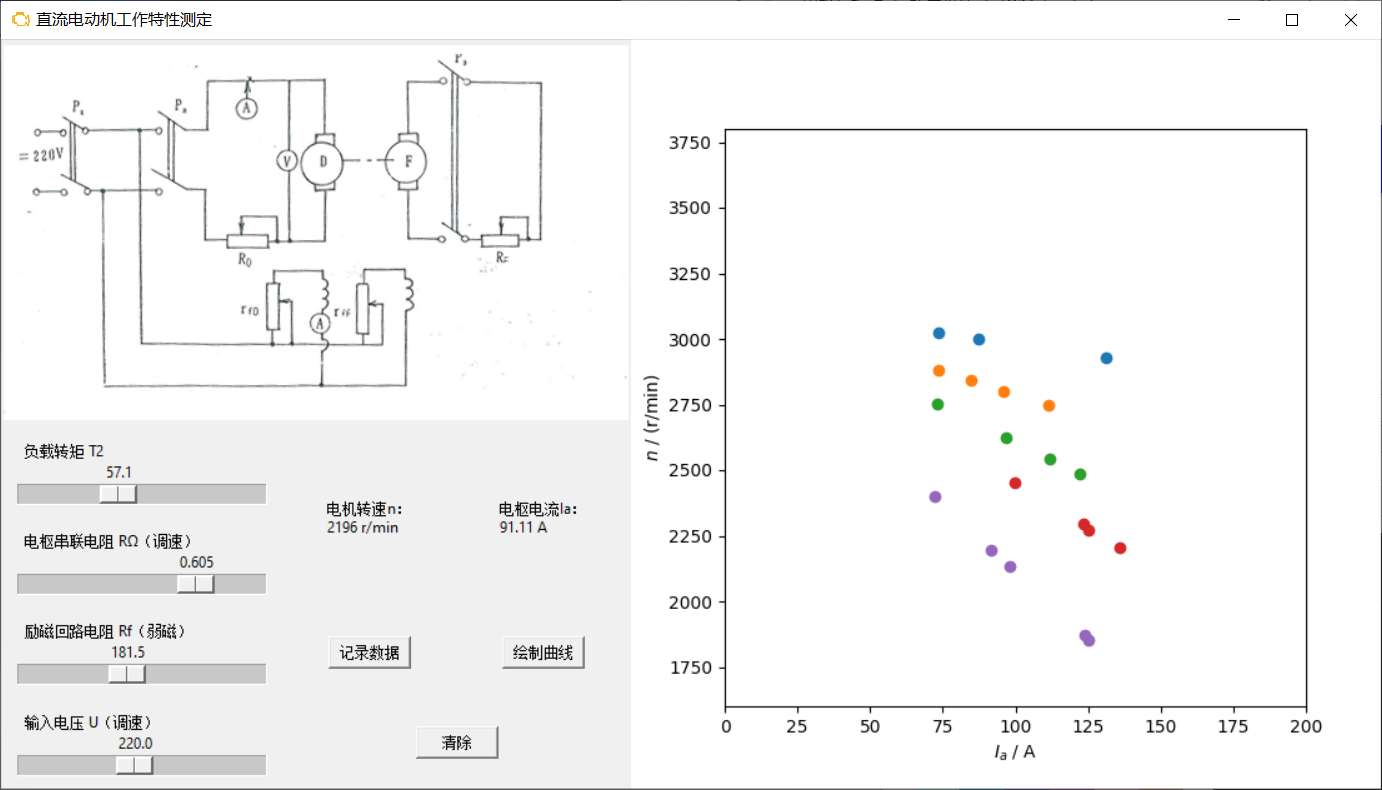 直流电动机工作特性测定
P₁
P₂
A
= 220V
V
D
F
R_D
R_F
r_fD
A
r_fF
负载转矩 T2
57.1
电枢串联电阻 RΩ（调速）
0.605
励磁回路电阻 Rf（弱磁）
181.5
输入电压 U（调速）
220.0
电机转速n：
2196 r/min
电枢电流Ia：
91.11 A
记录数据
绘制曲线
清除
3750
3500
3250
3000
2750
2500
2250
2000
1750
n / (r/min)
0 25 50 75 100 125 150 175 200
Iₐ / A